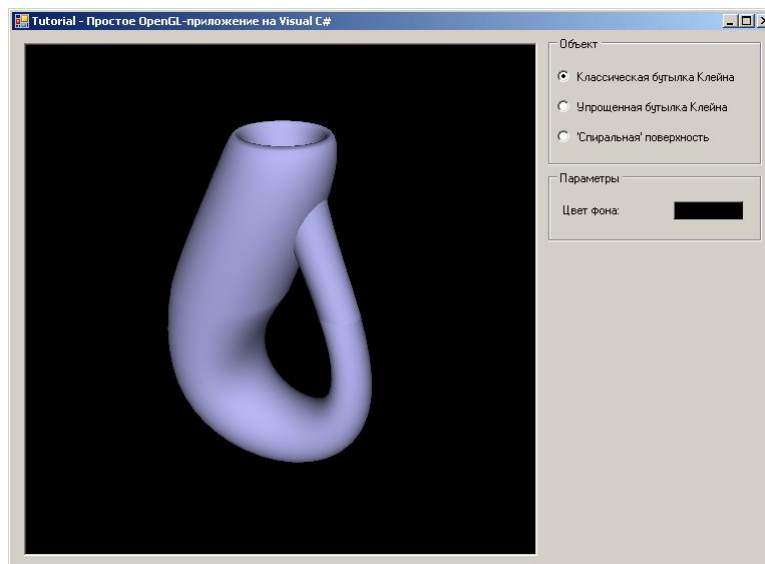 Tutorial - Простое OpenGL-приложение на Visual C#
Объект
Классическая бутылка Клейна
Упрощенная бутылка Клейна
'Спиральная' поверхность
Параметры
Цвет фона: